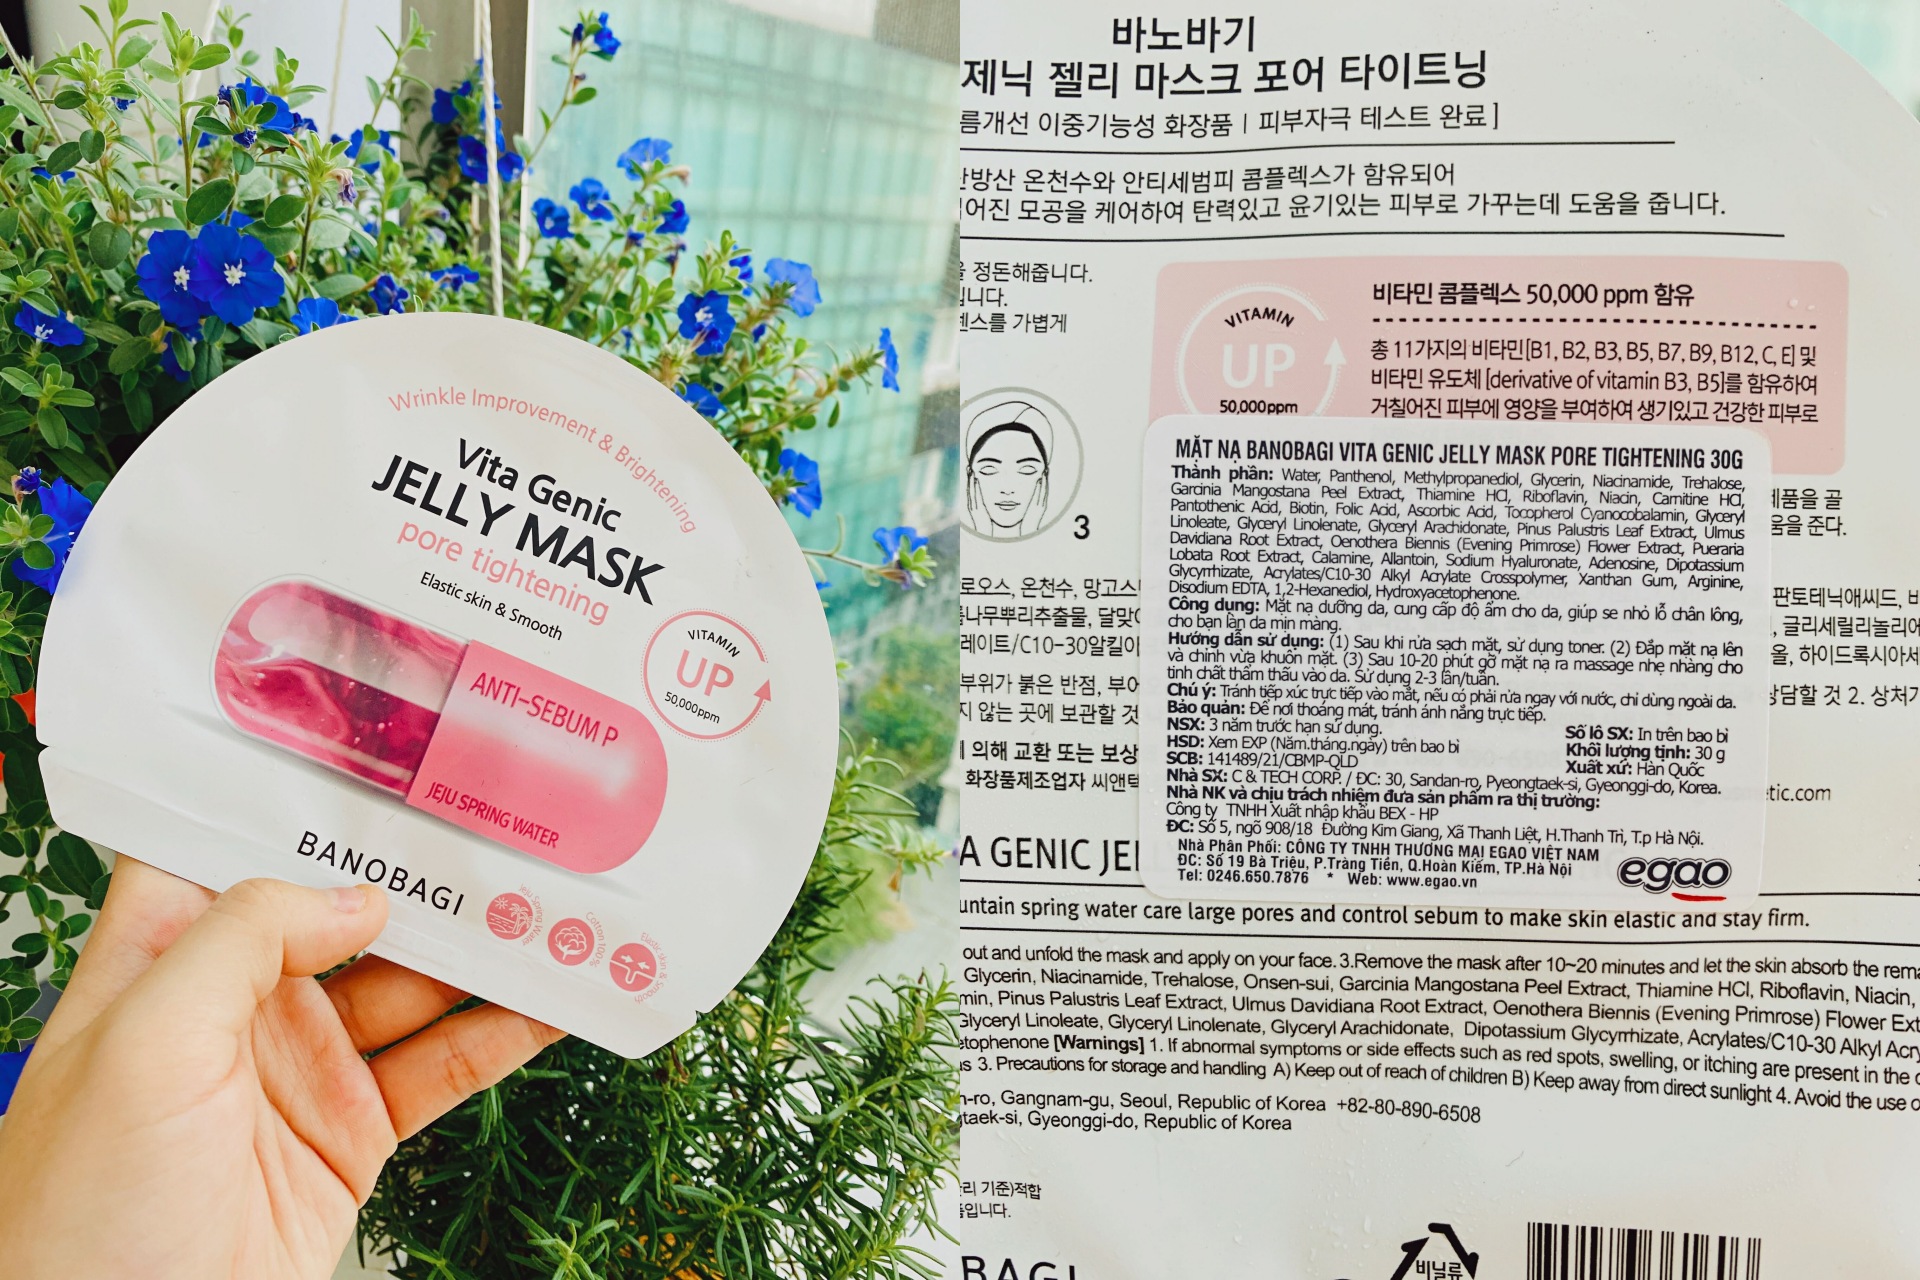 Wrinkle Improvement & Brightening
Vita Genic
JELLY MASK
pore tightening
Elastic skin & Smooth
VITAMIN
UP
50,000ppm
ANTI-SEBUM P
JEJU SPRING WATER
BANOBAGI
Jeju Spring Water
Cotton 100%
Elastic skin & Smooth
바노바기
제닉 젤리 마스크 포어 타이트닝
름개선 이중기능성 화장품 | 피부자극 테스트 완료 ]
방산 온천수와 안티세범피 콤플렉스가 함유되어
어진 모공을 케어하여 탄력있고 윤기있는 피부로 가꾸는데 도움을 줍니다.
정돈해줍니다.
니다.
센스를 가볍게
비타민 콤플렉스 50,000 ppm 함유
VITAMIN
UP
50,000ppm
총 11가지의 비타민[B1, B2, B3, B5, B7, B9, B12, C, E] 및
비타민 유도체 [derivative of vitamin B3, B5]를 함유하여
거칠어진 피부에 영양을 부여하여 생기있고 건강한 피부로
3
MẶT NẠ BANOBAGI VITA GENIC JELLY MASK PORE TIGHTENING 30G
Thành phần: Water, Panthenol, Methylpropanediol, Glycerin, Niacinamide, Trehalose,
Garcinia Mangostana Peel Extract, Thiamine HCl, Riboflavin, Niacin, Carnitine HCl,
Pantothenic Acid, Biotin, Folic Acid, Ascorbic Acid, Tocopherol Cyanocobalamin, Glyceryl
Linoleate, Glyceryl Linolenate, Glyceryl Arachidonate, Pinus Palustris Leaf Extract, Ulmus
Davidiana Root Extract, Oenothera Biennis (Evening Primrose) Flower Extract, Pueraria
Lobata Root Extract, Calamine, Allantoin, Sodium Hyaluronate, Adenosine, Dipotassium
Glycyrrhizate, Acrylates/C10-30 Alkyl Acrylate Crosspolymer, Xanthan Gum, Arginine,
Disodium EDTA, 1,2-Hexanediol, Hydroxyacetophenone.
Công dụng: Mặt nạ dưỡng da, cung cấp độ ẩm cho da, giúp se nhỏ lỗ chân lông,
cho bạn làn da mịn màng.
Hướng dẫn sử dụng: (1) Sau khi rửa sạch mặt, sử dụng toner. (2) Đắp mặt nạ lên
và chỉnh vừa khuôn mặt. (3) Sau 10-20 phút gỡ mặt nạ ra massage nhẹ nhàng cho
tinh chất thẩm thấu vào da. Sử dụng 2-3 lần/tuần.
Chú ý: Tránh tiếp xúc trực tiếp vào mắt, nếu có phải rửa ngay với nước, chỉ dùng ngoài da.
Bảo quản: Để nơi thoáng mát, tránh ánh nắng trực tiếp.
NSX: 3 năm trước hạn sử dụng.
HSD: Xem EXP (Năm.tháng.ngày) trên bao bì
SCB: 141489/21/CBMP-QLD
Số lô SX: In trên bao bì
Khối lượng tịnh: 30 g
Xuất xứ: Hàn Quốc
Nhà SX: C & TECH CORP. / ĐC: 30, Sandan-ro, Pyeongtaek-si, Gyeonggi-do, Korea.
Nhà NK và chịu trách nhiệm đưa sản phẩm ra thị trường:
Công ty TNHH Xuất nhập khẩu BEX - HP
ĐC: Số 5, ngõ 908/18 Đường Kim Giang, Xã Thanh Liệt, H.Thanh Trì, T.p Hà Nội.
Nhà Phân Phối: CÔNG TY TNHH THƯƠNG MẠI EGAO VIỆT NAM
ĐC: Số 19 Bà Triệu, P.Tràng Tiền, Q.Hoàn Kiếm, TP.Hà Nội
Tel: 0246.650.7876 * Web: www.egao.vn
egao
제품을 골
움을 준다.
로오스, 온천수, 망고스
나무뿌리추출물, 달맞
레이트/C10-30알킬아
판토테닉애씨드, 비
, 글리세릴리놀리에
올, 하이드록시아세
부위가 붉은 반점, 부어
지 않는 곳에 보관할 것
상담할 것 2. 상처가
의해 교환 또는 보상
화장품제조업자 씨앤텍
etic.com
A GENIC JEL
untain spring water care large pores and control sebum to make skin elastic and stay firm.
out and unfold the mask and apply on your face. 3.Remove the mask after 10~20 minutes and let the skin absorb the rema
Glycerin, Niacinamide, Trehalose, Onsen-sui, Garcinia Mangostana Peel Extract, Thiamine HCl, Riboflavin, Niacin,
min, Pinus Palustris Leaf Extract, Ulmus Davidiana Root Extract, Oenothera Biennis (Evening Primrose) Flower Ext
Glyceryl Linoleate, Glyceryl Linolenate, Glyceryl Arachidonate, Dipotassium Glycyrrhizate, Acrylates/C10-30 Alkyl Acry
etophenone [Warnings] 1. If abnormal symptoms or side effects such as red spots, swelling, or itching are present in the
s 3. Precautions for storage and handling A) Keep out of reach of children B) Keep away from direct sunlight 4. Avoid the use o
n-ro, Gangnam-gu, Seoul, Republic of Korea +82-80-890-6508
gtaek-si, Gyeonggi-do, Republic of Korea
리 기준)적합
품입니다.
BAGI
비닐류